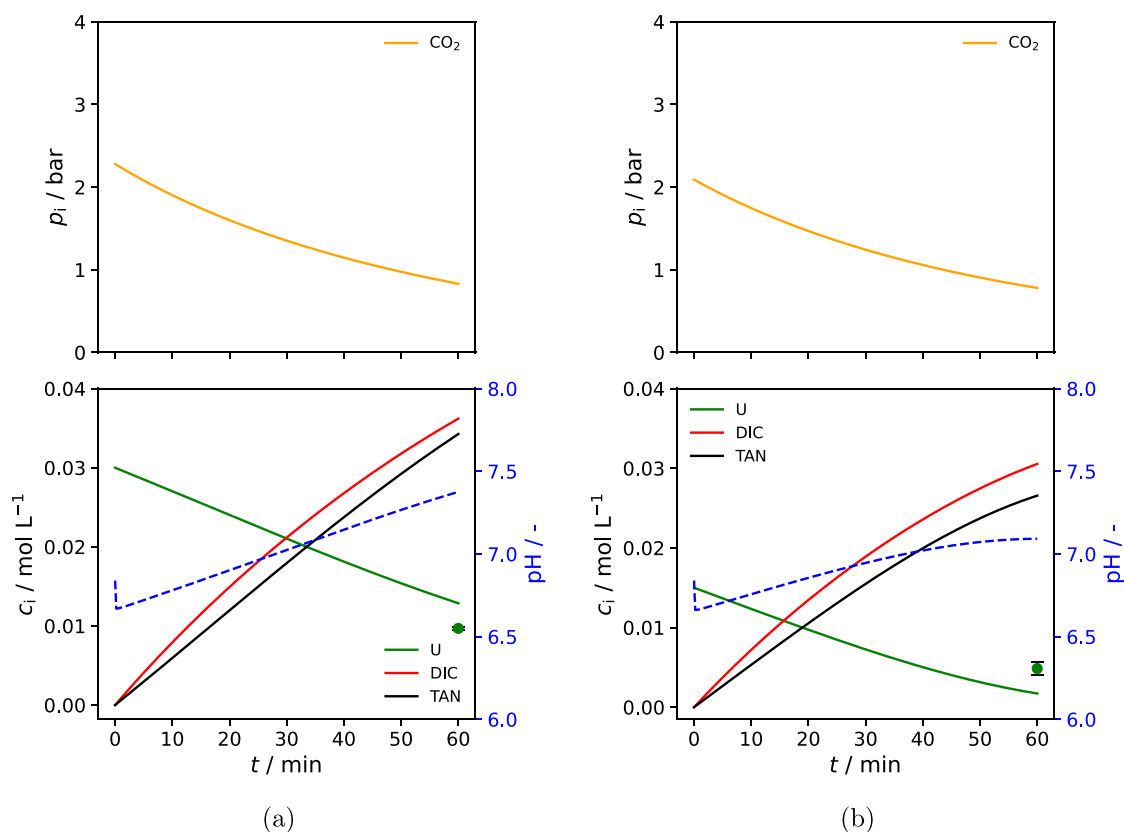 4
3
2
1
0
p_i / bar
CO₂
4
3
2
1
0
p_i / bar
CO₂
0.04
0.03
0.02
0.01
0.00
c_i / mol L⁻¹
8.0
7.5
7.0
6.5
6.0
pH / -
U
DIC
TAN
0 10 20 30 40 50 60
t / min
0.04
0.03
0.02
0.01
0.00
c_i / mol L⁻¹
U
DIC
TAN
8.0
7.5
7.0
6.5
6.0
pH / -
0 10 20 30 40 50 60
t / min
(a)
(b)